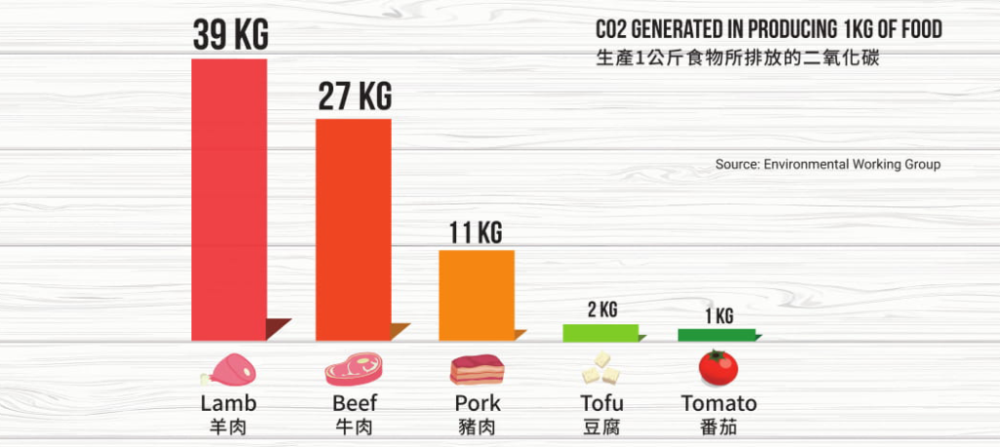 CO2 GENERATED IN PRODUCING 1KG OF FOOD
生產1公斤食物所排放的二氧化碳
Source: Environmental Working Group
39 KG
27 KG
11 KG
2 KG
1 KG
Lamb
羊肉
Beef
牛肉
Pork
豬肉
Tofu
豆腐
Tomato
番茄